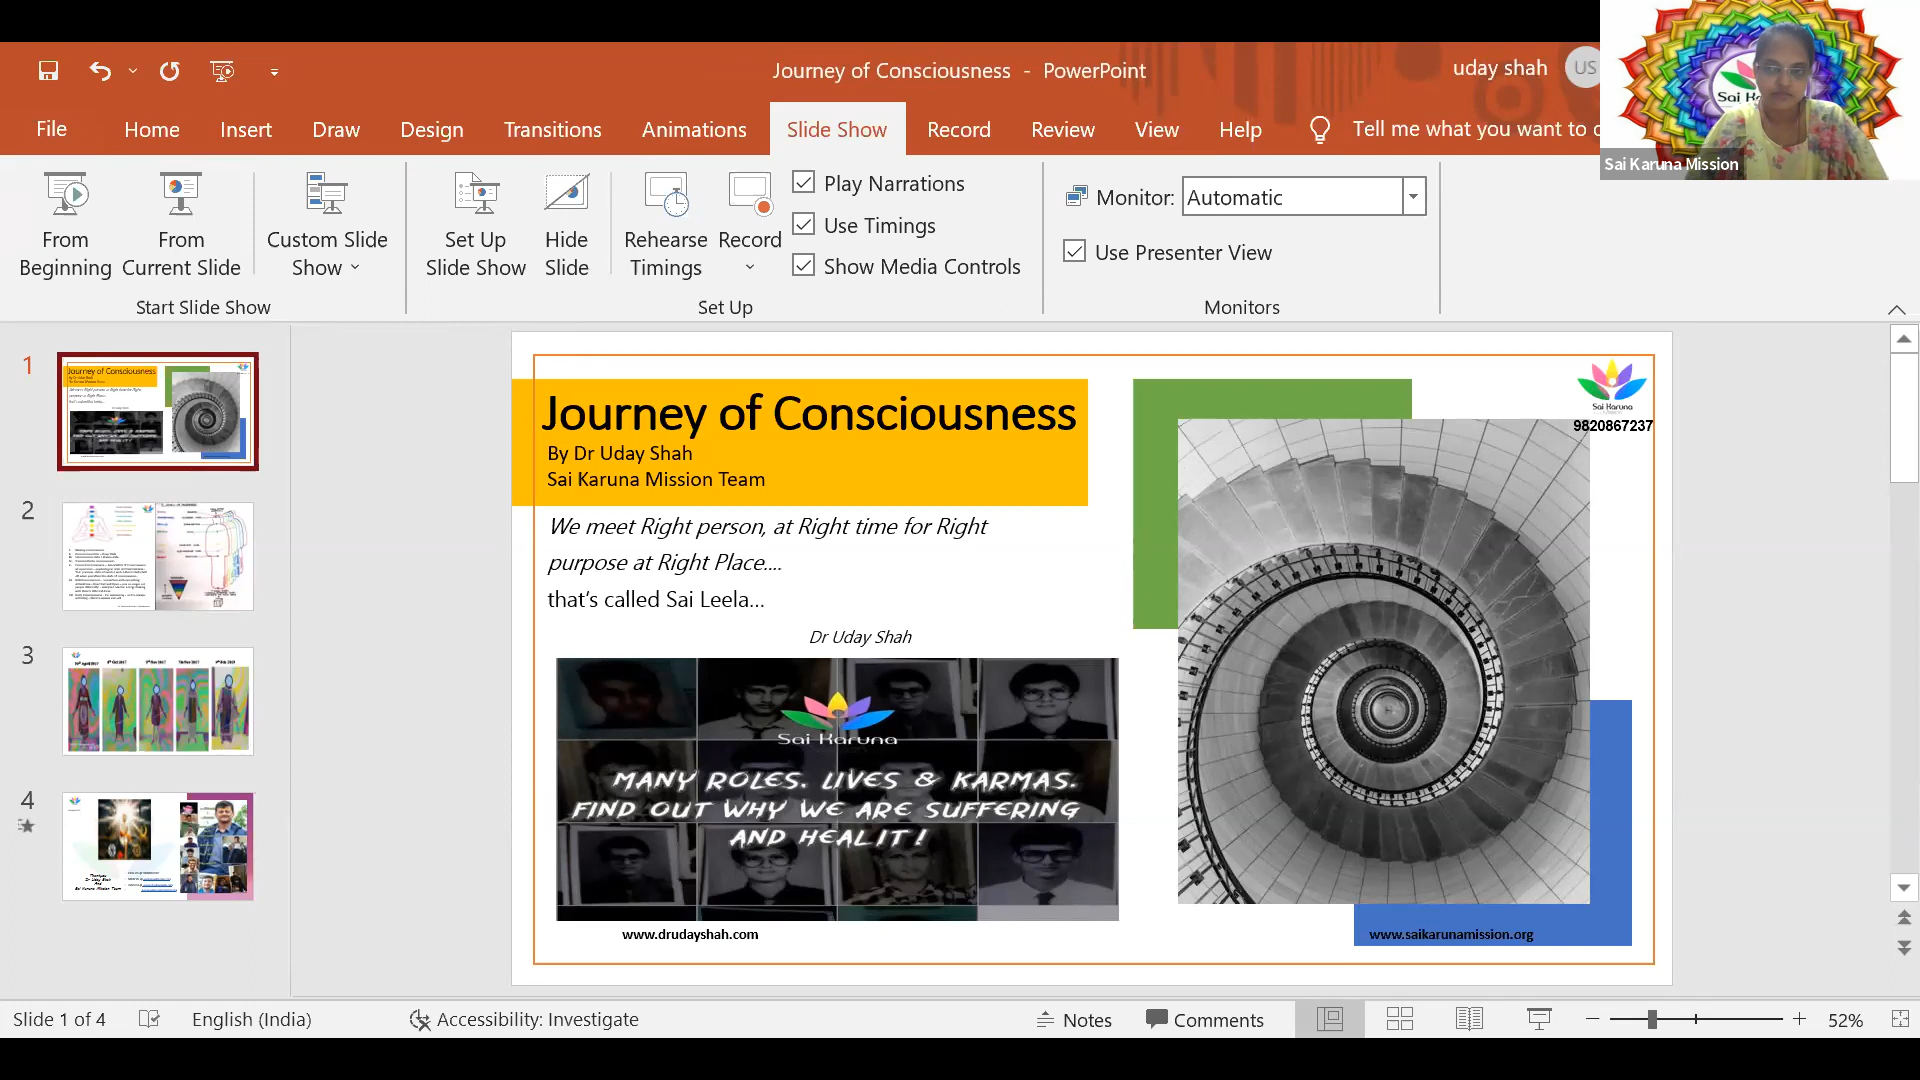 Journey of Consciousness - PowerPoint
uday shah
US
File
Home
Insert
Draw
Design
Transitions
Animations
Slide Show
Record
Review
View
Help
Tell me what you want to
Sai Karuna Mission
From Beginning
From Current Slide
Custom Slide Show
Set Up Slide Show
Hide Slide
Rehearse Timings
Record
Play Narrations
Use Timings
Show Media Controls
Monitor: Automatic
Use Presenter View
Start Slide Show
Set Up
Monitors
1
2
3
4
Journey of Consciousness
By Dr Uday Shah
Sai Karuna Mission Team
Sai Karuna
9820867237
We meet Right person, at Right time for Right
purpose at Right Place....
that's called Sai Leela...
Dr Uday Shah
Sai Karuna
MANY ROLES. LIVES & KARMAS.
FIND OUT WHY WE ARE SUFFERING
AND HEAL IT!
www.drudayshah.com
www.saikarunamission.org
Slide 1 of 4
English (India)
Accessibility: Investigate
Notes
Comments
52%